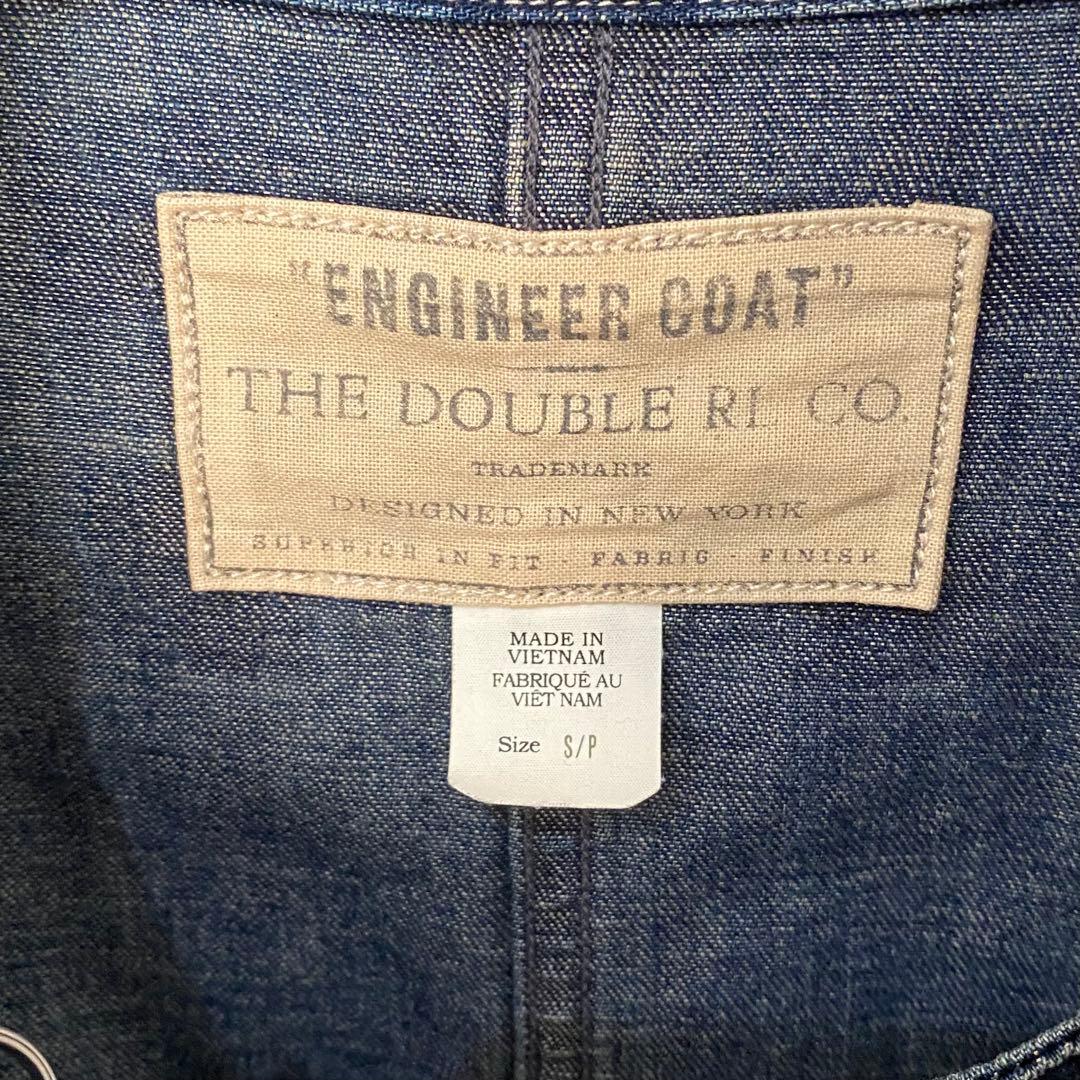 "ENGINEER COAT"
THE DOUBLE RL CO.
TRADEMARK
DESIGNED IN NEW YORK
SUPERIOR IN FIT - FABRIC - FINISH
MADE IN
VIETNAM
FABRIQUÉ AU
VIÊT NAM
Size S/P